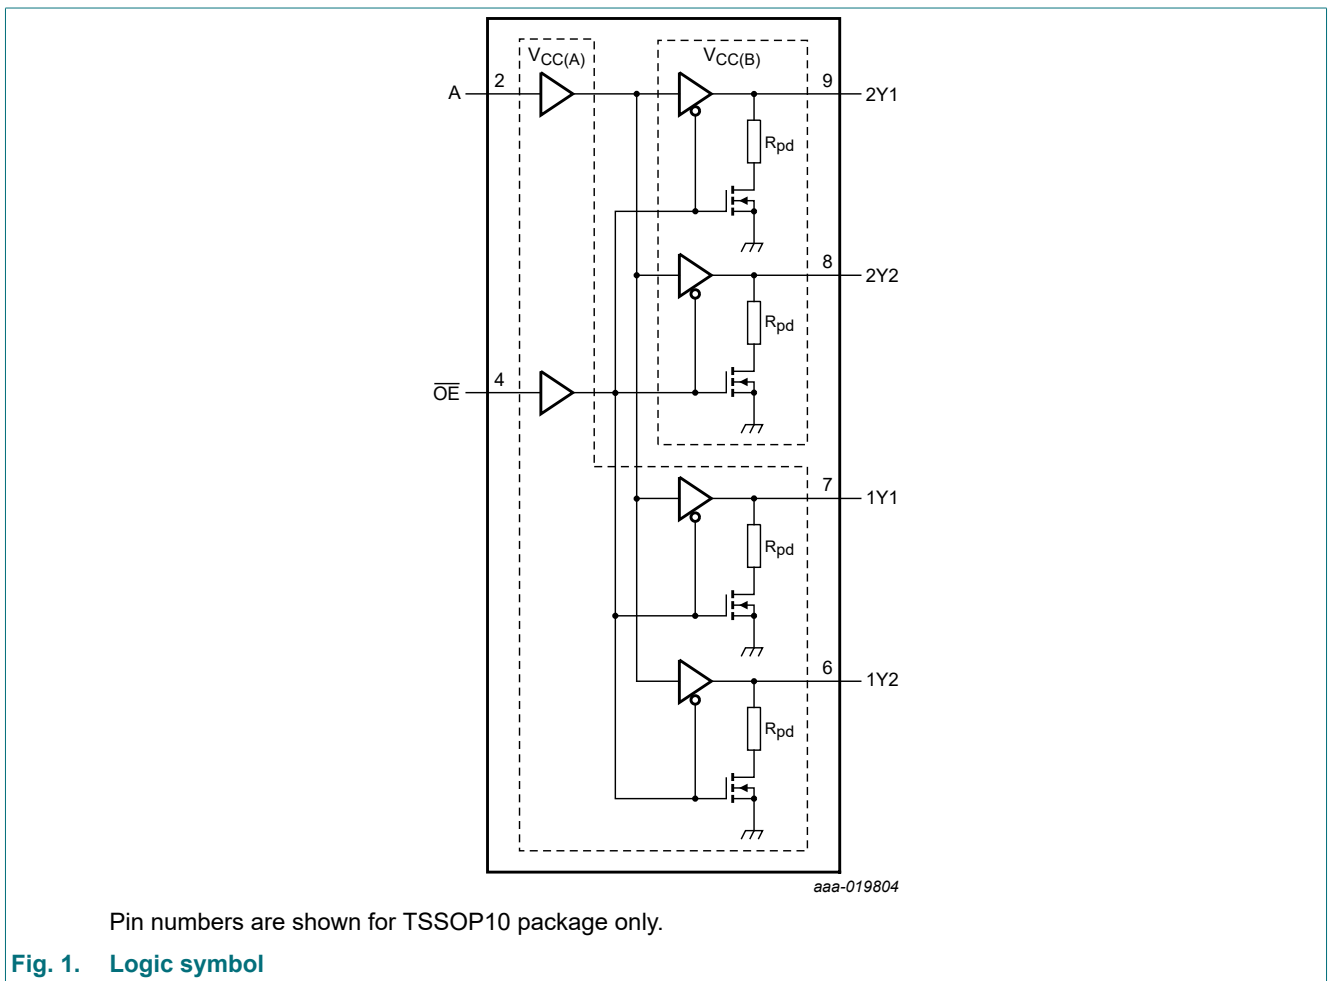 VCC(A)
VCC(B)
A
2
9
2Y1
Rpd
8
2Y2
Rpd
OE
4
7
1Y1
Rpd
6
1Y2
Rpd
aaa-019804
Pin numbers are shown for TSSOP10 package only.
Fig. 1. Logic symbol